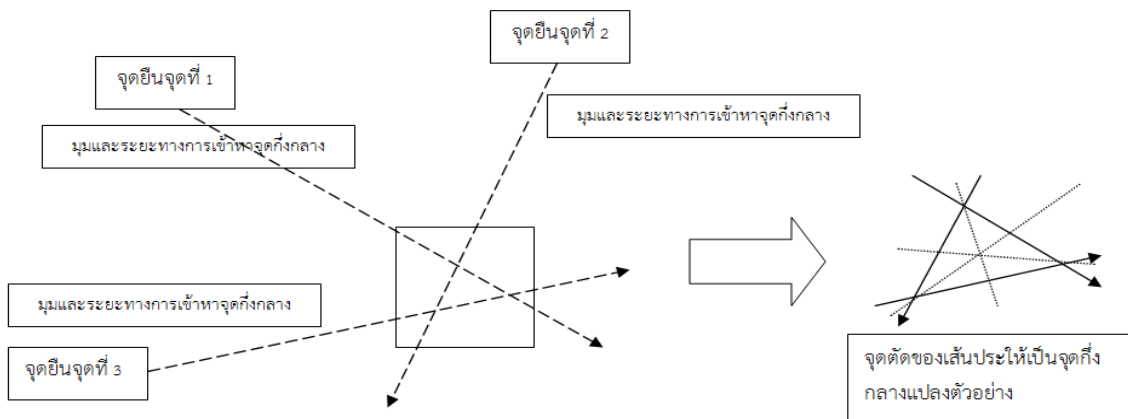 จุดยืนจุดที่ 2
จุดยืนจุดที่ 1
มุมและระยะทางการเข้าหาจุดกึ่งกลาง
มุมและระยะทางการเข้าหาจุดกึ่งกลาง
มุมและระยะทางการเข้าหาจุดกึ่งกลาง
จุดยืนจุดที่ 3
จุดตัดของเส้นประให้เป็นจุดกึ่ง
กลางแปลงตัวอย่าง